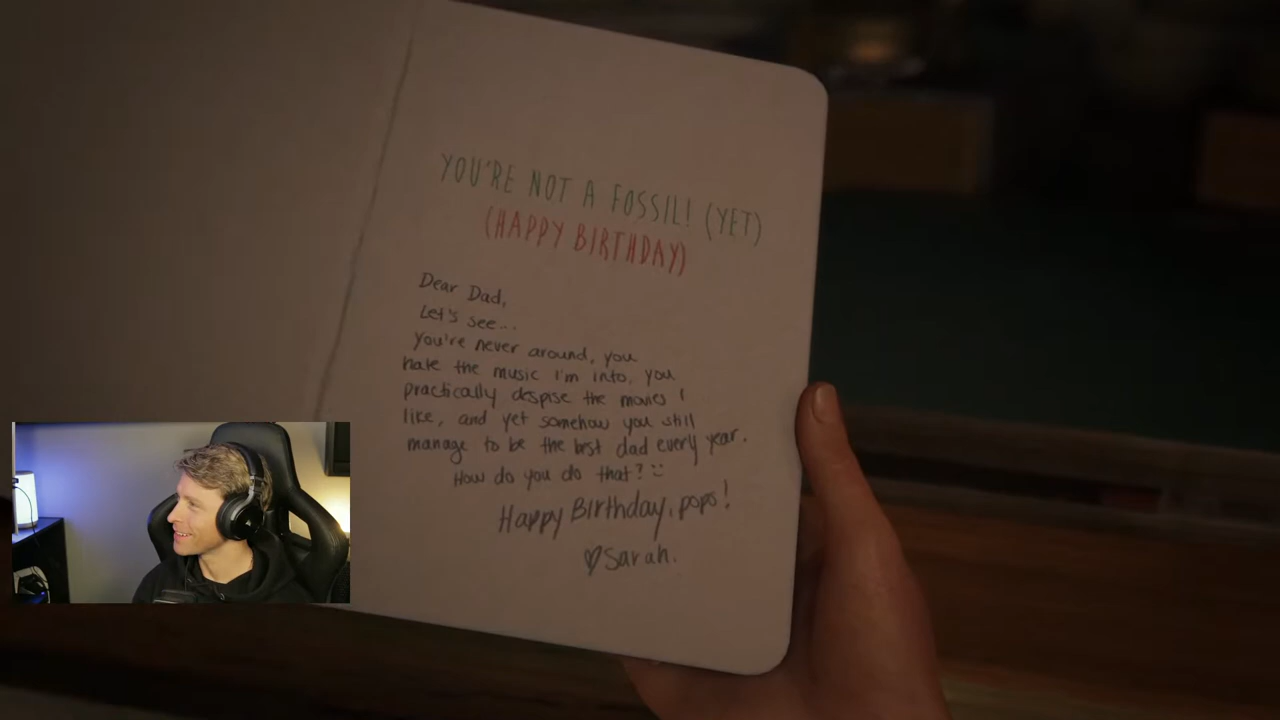 YOU'RE NOT A FOSSIL! (YET)
(HAPPY BIRTHDAY)
Dear Dad,
Let's see...
You're never around, you
hate the music I'm into, you
practically despise the movies I
like, and yet somehow you still
manage to be the best dad every year.
How do you do that? :)
Happy Birthday, pops!
♡Sarah.